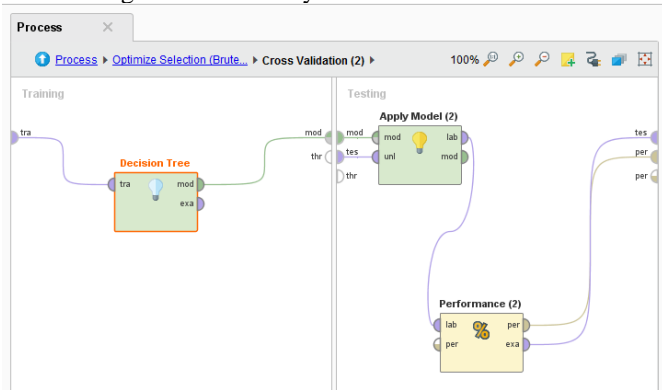 Process
Process Optimize Selection (Brute... Cross Validation (2)
100%
Training
Testing
tra
Decision Tree
tra mod
exa
mod
thr
Apply Model (2)
mod
tes
thr
mod lab
unl mod
Performance (2)
lab per
per exa
tes
per
per